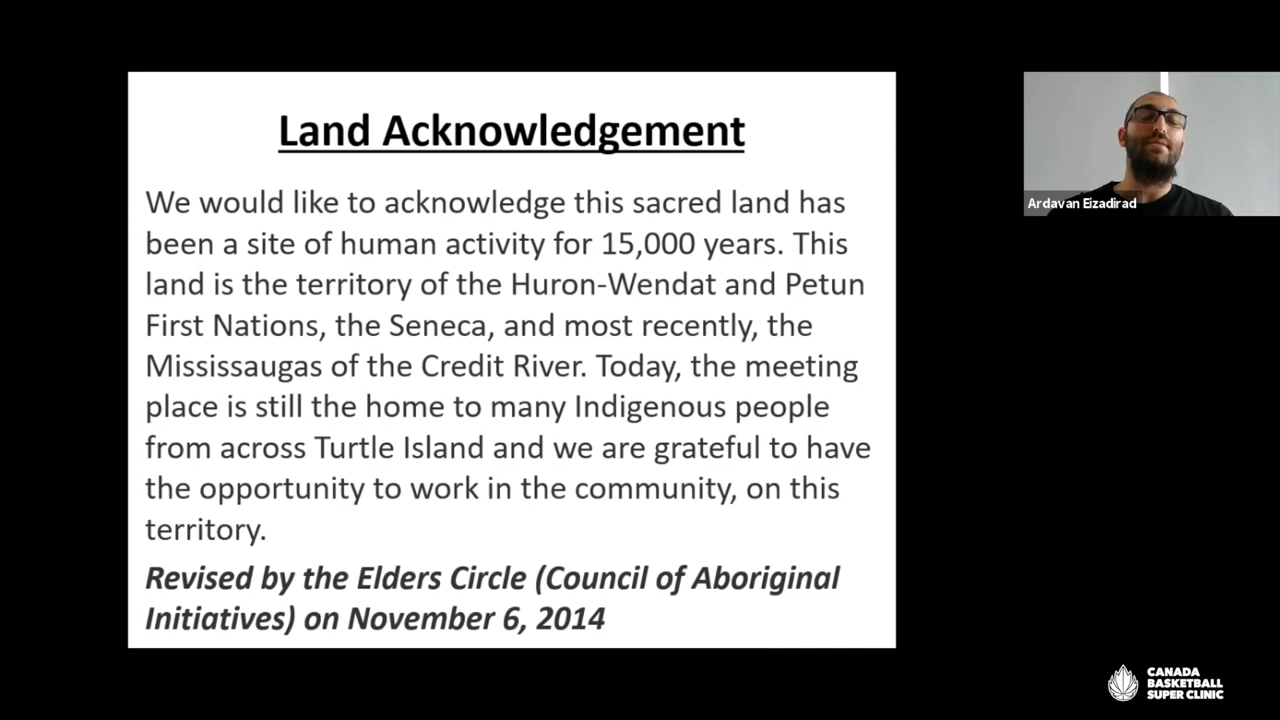 Land Acknowledgement
We would like to acknowledge this sacred land has
been a site of human activity for 15,000 years. This
land is the territory of the Huron-Wendat and Petun
First Nations, the Seneca, and most recently, the
Mississaugas of the Credit River. Today, the meeting
place is still the home to many Indigenous people
from across Turtle Island and we are grateful to have
the opportunity to work in the community, on this
territory.
Revised by the Elders Circle (Council of Aboriginal
Initiatives) on November 6, 2014
Ardavan Eizadirad
CANADA
BASKETBALL
SUPER CLINIC